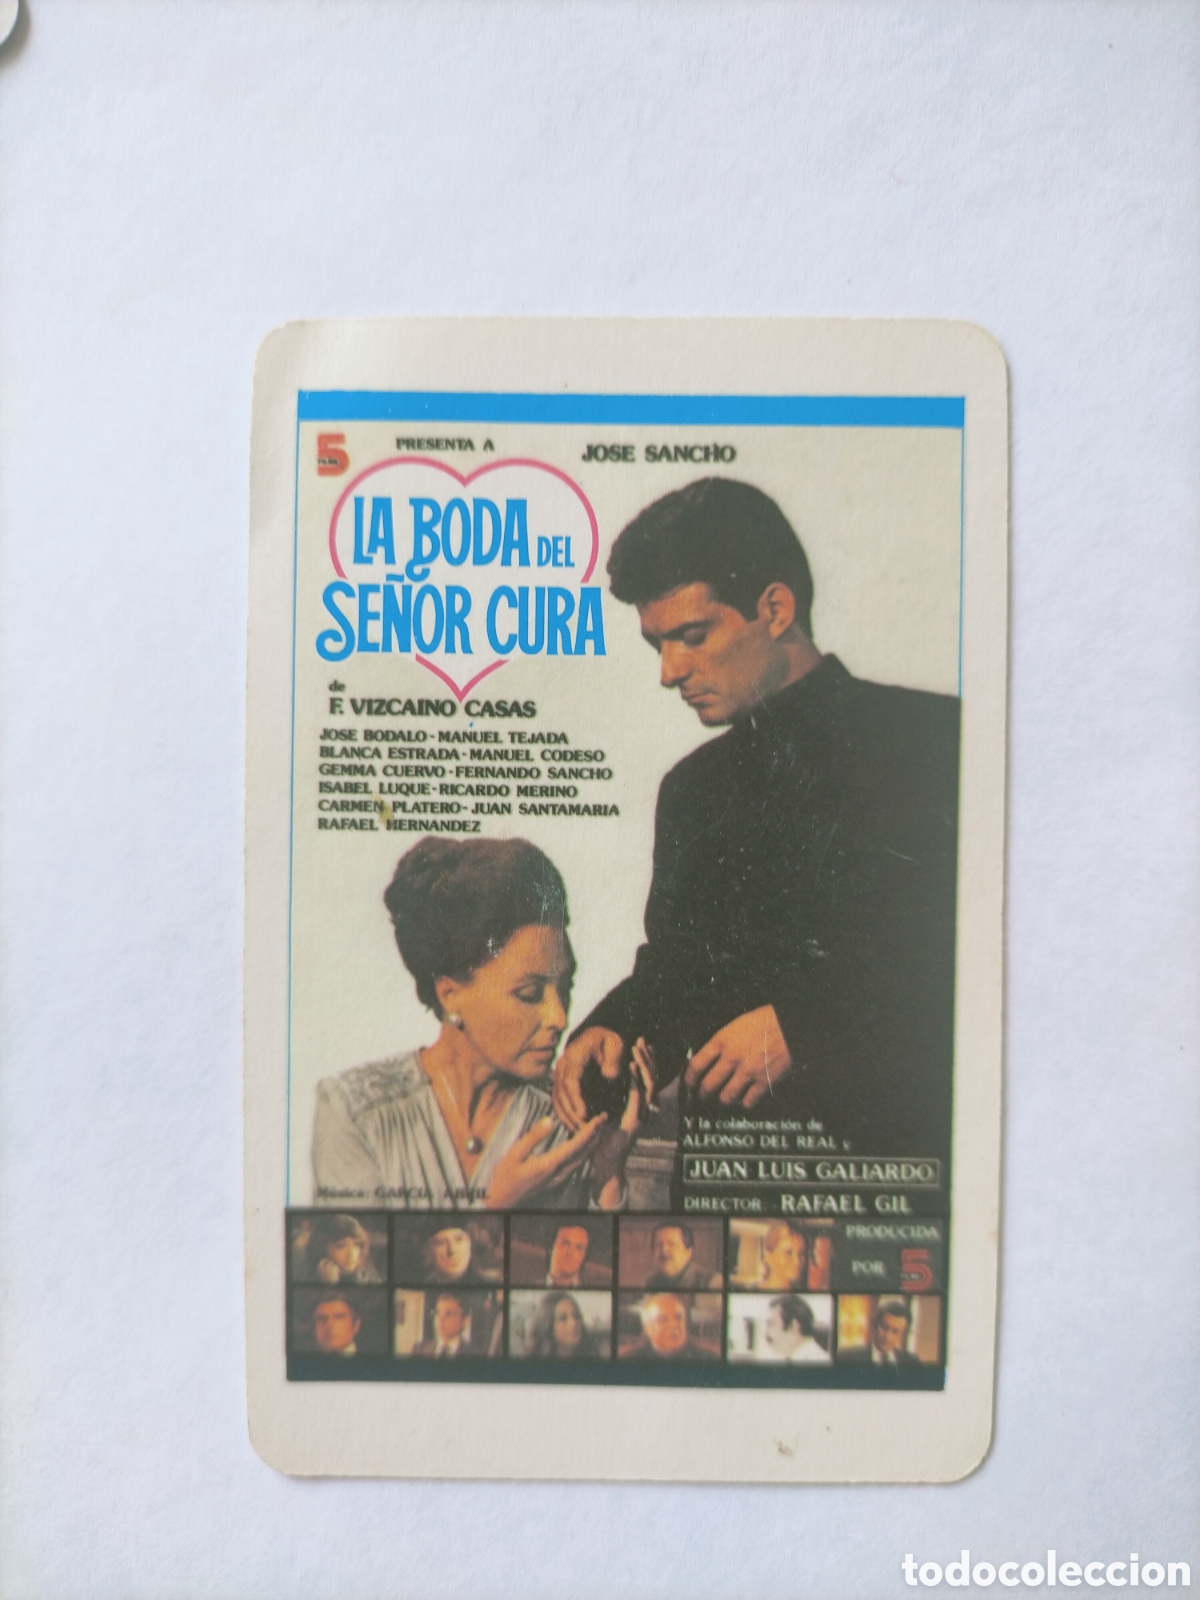 5
PRESENTA A
JOSE SANCHO
LA BODA DEL
SEÑOR CURA
de
F. VIZCAINO CASAS
JOSE BODALO-MANUEL TEJADA
BLANCA ESTRADA-MANUEL CODESO
GEMMA CUERVO-FERNANDO SANCHO
ISABEL LUQUE-RICARDO MERINO
CARMEN PLATERO-JUAN SANTAMARIA
RAFAEL HERNANDEZ
Y la colaboración de
ALFONSO DEL REAL y
JUAN LUIS GALIARDO
Música: GARCIA ABRIL
DIRECTOR: RAFAEL GIL
PRODUCIDA
POR 5
todocoleccion